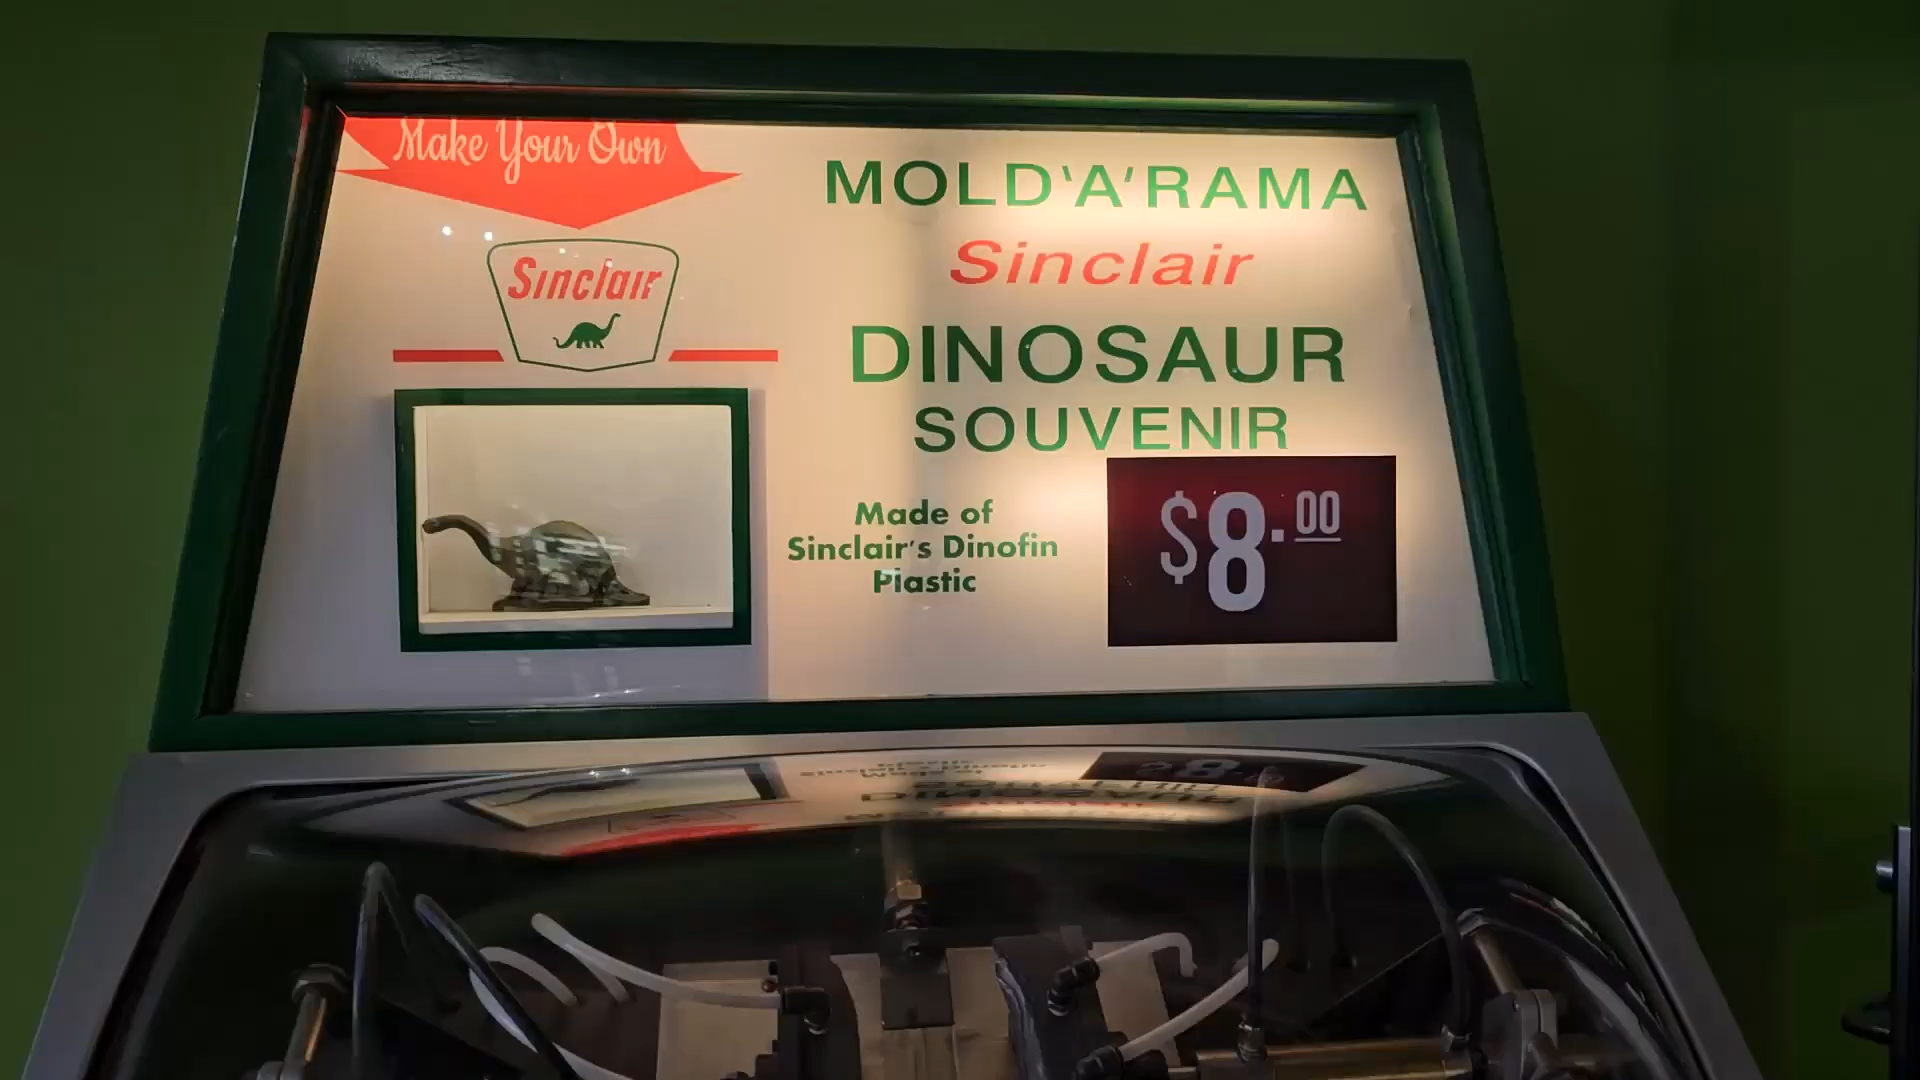 Make Your Own
Sinclair
MOLD'A'RAMA
Sinclair
DINOSAUR
SOUVENIR
Made of
Sinclair's Dinofin
Plastic
$8.00